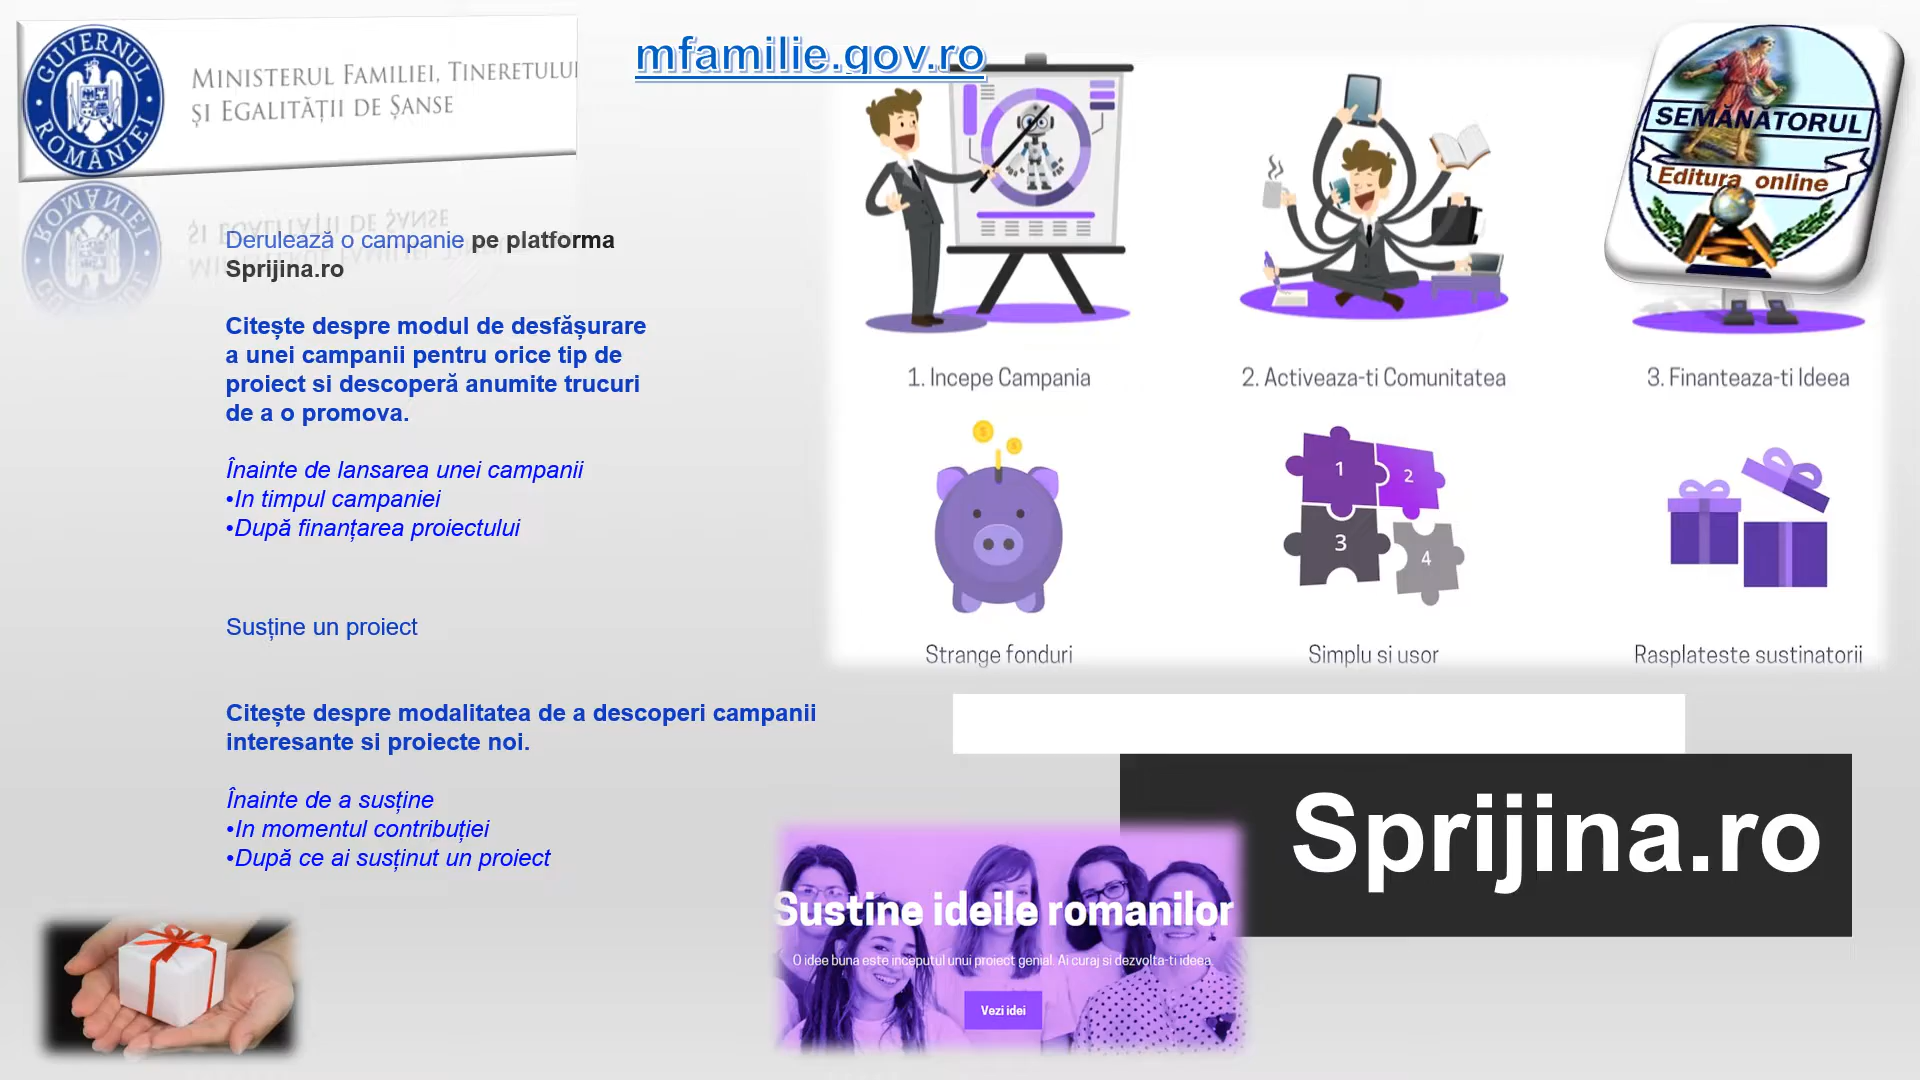 GUVERNUL ROMÂNIEI
MINISTERUL FAMILIEI, TINERETULUI
ȘI EGALITĂȚII DE ȘANSE
mfamilie.gov.ro
SEMĂNĂTORUL
Editura online
Derulează o campanie pe platforma
Sprijina.ro
Citește despre modul de desfășurare
a unei campanii pentru orice tip de
proiect si descoperă anumite trucuri
de a o promova.
Înainte de lansarea unei campanii
•In timpul campaniei
•După finanțarea proiectului
Susține un proiect
Citește despre modalitatea de a descoperi campanii
interesante si proiecte noi.
Înainte de a susține
•In momentul contribuției
•După ce ai susținut un proiect
1. Incepe Campania
2. Activeaza-ti Comunitatea
3. Finanteaza-ti Ideea
1
2
3
4
Strange fonduri
Simplu si usor
Rasplateste sustinatorii
Sprijina.ro
Sustine ideile romanilor
O idee buna este inceputul unui proiect genial. Ai curaj si dezvolta-ti ideea.
Vezi idei